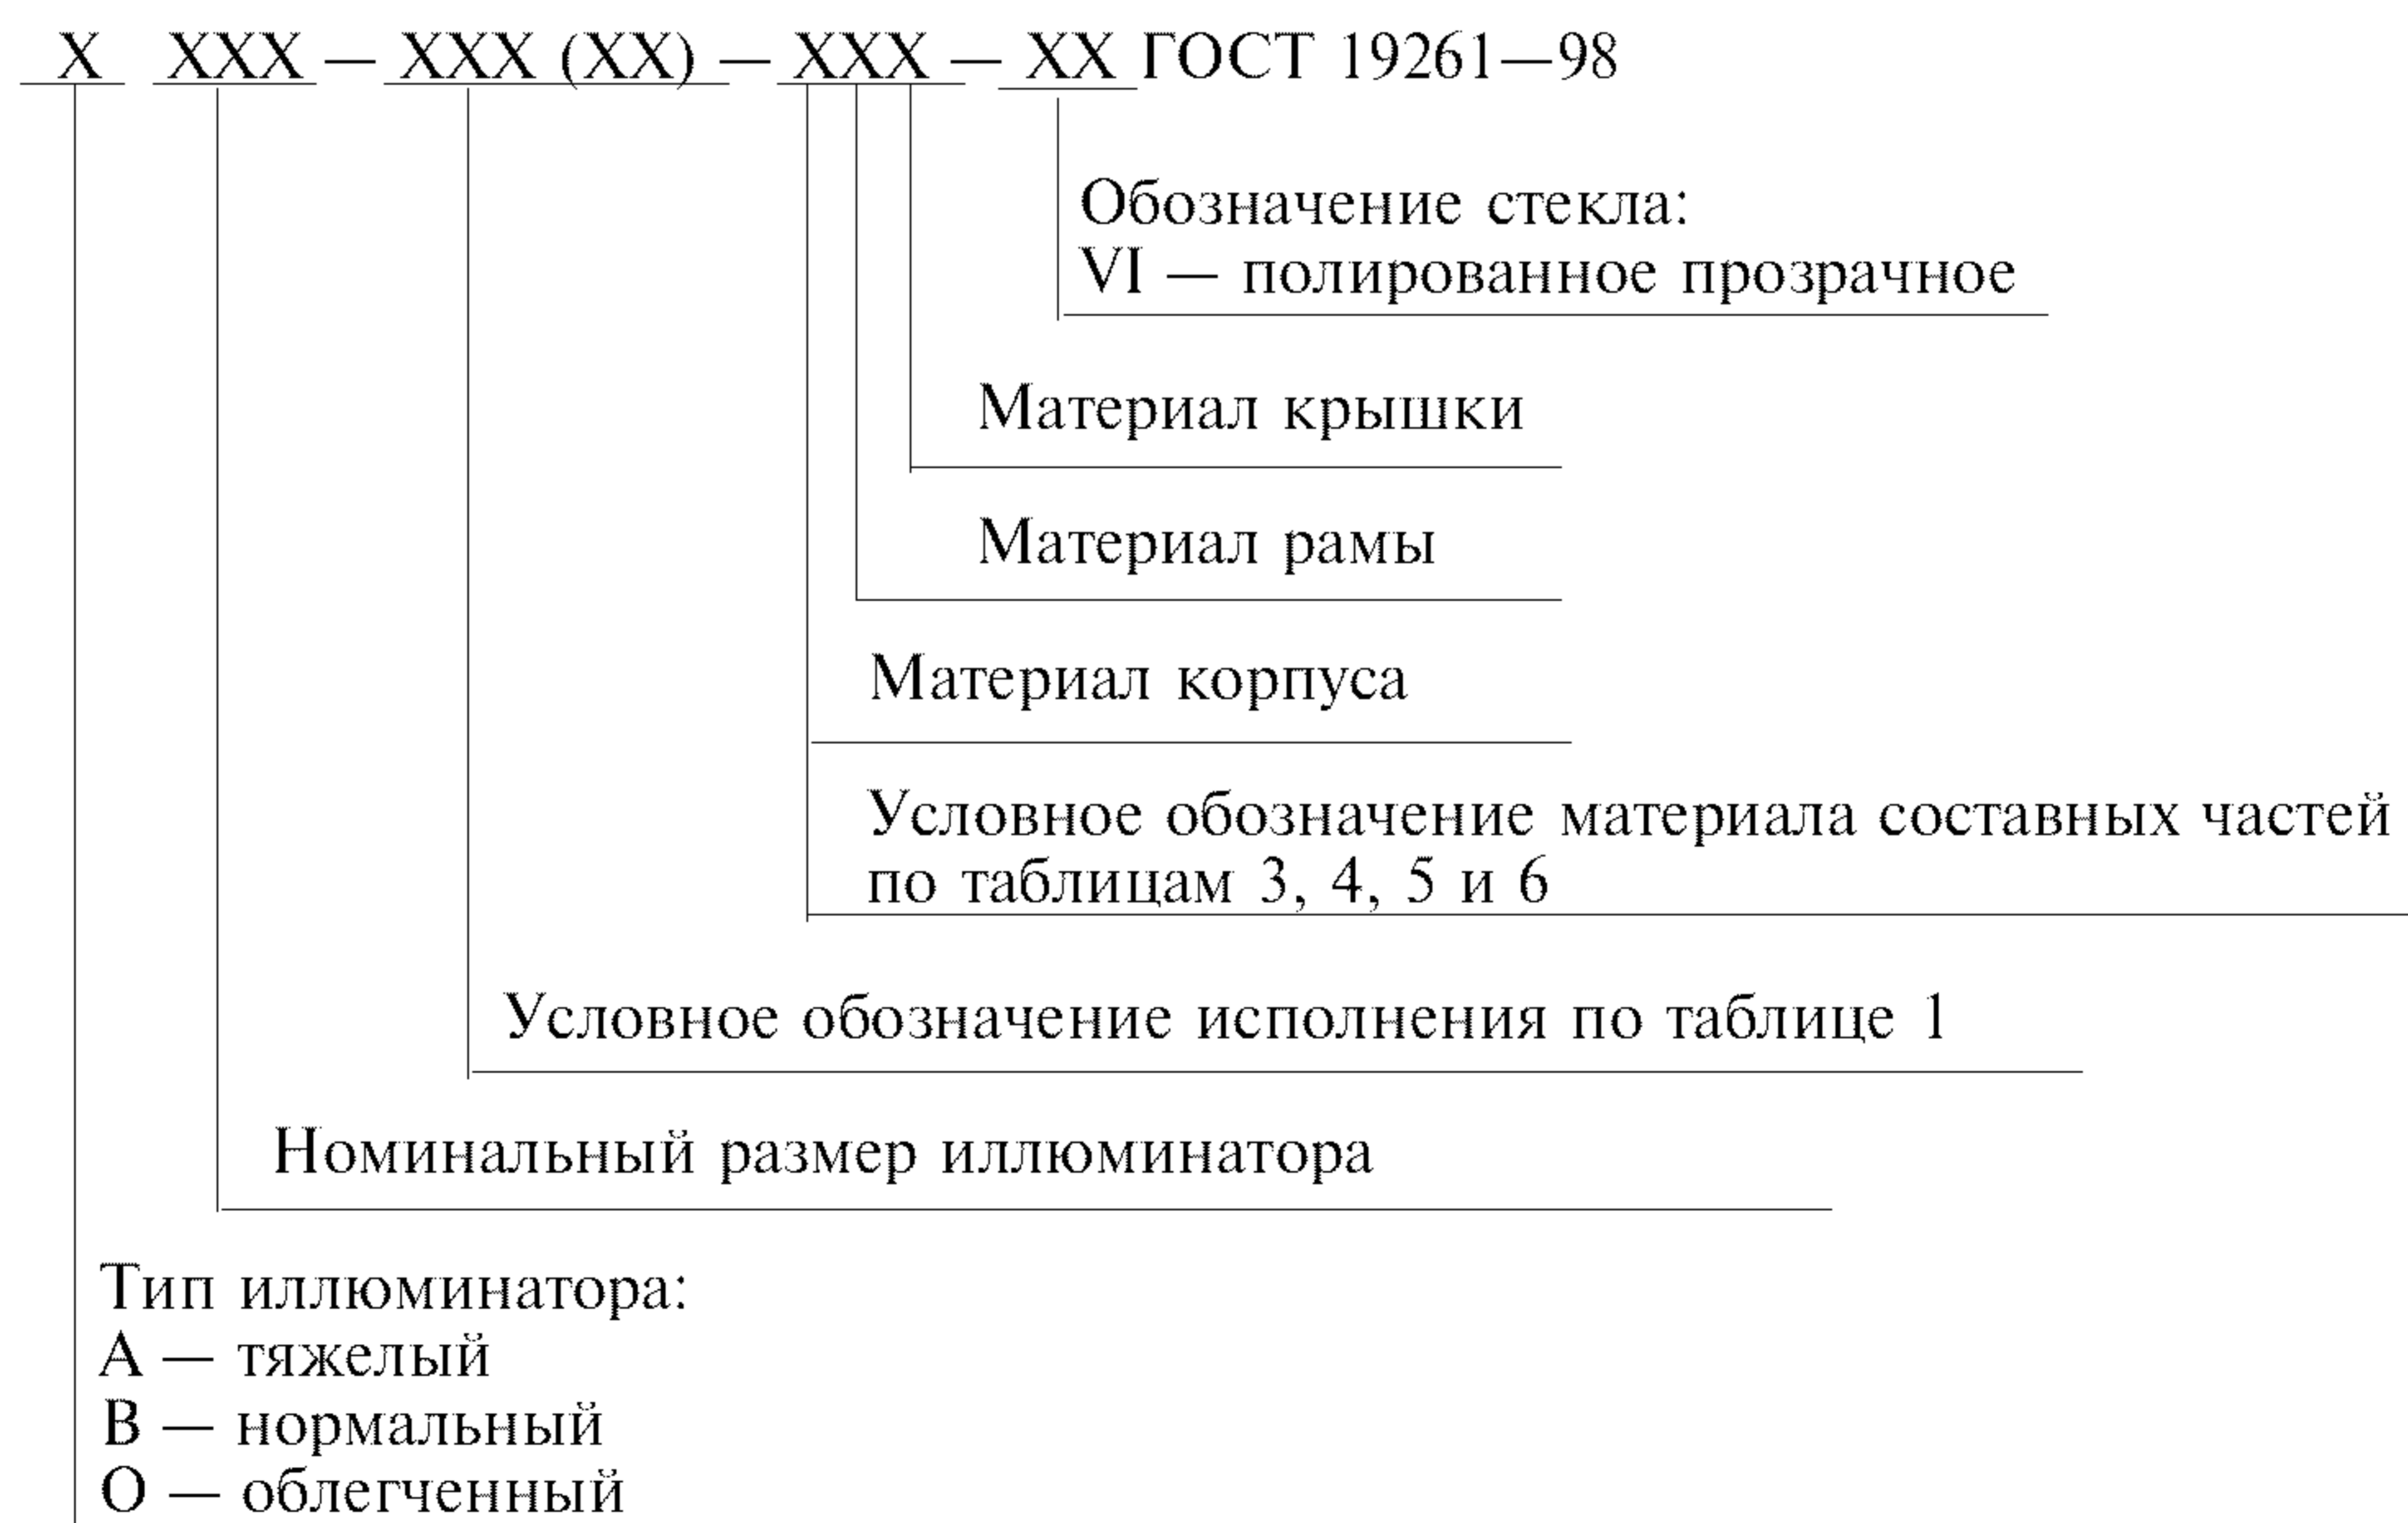 X XXX — XXX (XX) — XXX — XX ГОСТ 19261—98
Обозначение стекла:
VI — полированное прозрачное
Материал крышки
Материал рамы
Материал корпуса
Условное обозначение материала составных частей
по таблицам 3, 4, 5 и 6
Условное обозначение исполнения по таблице 1
Номинальный размер иллюминатора
Тип иллюминатора:
А — тяжелый
В — нормальный
О — облегченный